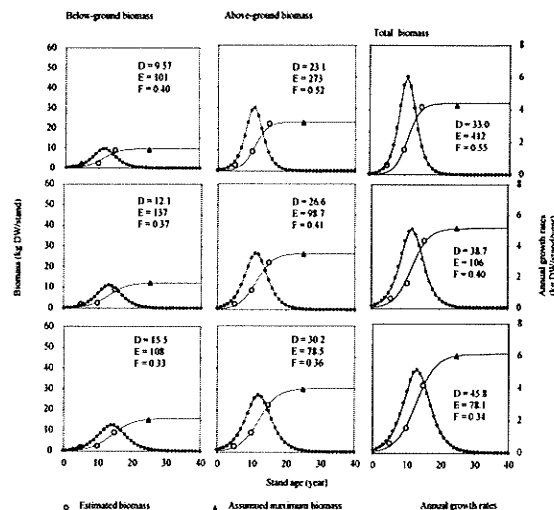 Below-ground biomass
Above-ground biomass
Total biomass
60
50
40
30
20
10
0
D = 9.57
E = 101
F = 0.40
D = 23.1
E = 273
F = 0.52
D = 33.0
E = 412
F = 0.55
8
6
4
2
0
60
50
40
30
20
10
0
D = 12.1
E = 137
F = 0.37
D = 26.6
E = 98.7
F = 0.41
D = 38.7
E = 106
F = 0.40
8
6
4
2
0
60
50
40
30
20
10
0
D = 15.5
E = 108
F = 0.33
D = 30.2
E = 78.5
F = 0.36
D = 45.8
E = 78.1
F = 0.34
8
6
4
2
0
Biomass (kg DW/stand)
Annual growth rates
0 10 20 30 40
0 10 20 30 40
0 10 20 30 40
Stand age (year)
Estimated biomass
Assumed maximum biomass
Annual growth rates